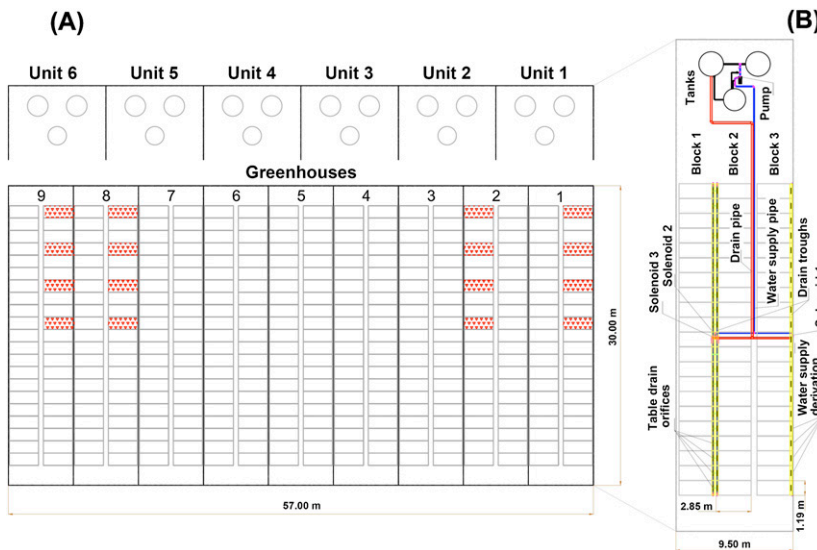 (A)
Unit 6
Unit 5
Unit 4
Unit 3
Unit 2
Unit 1
Greenhouses
9
8
7
6
5
4
3
2
1
30.00 m
57.00 m
(B)
Tanks
Pump
Block 1
Block 2
Block 3
Solenoid 3
Solenoid 2
Drain pipe
Water supply pipe
Drain troughs
Table drain
orifices
Water supply
derivation
2.85 m
1.19 m
9.50 m